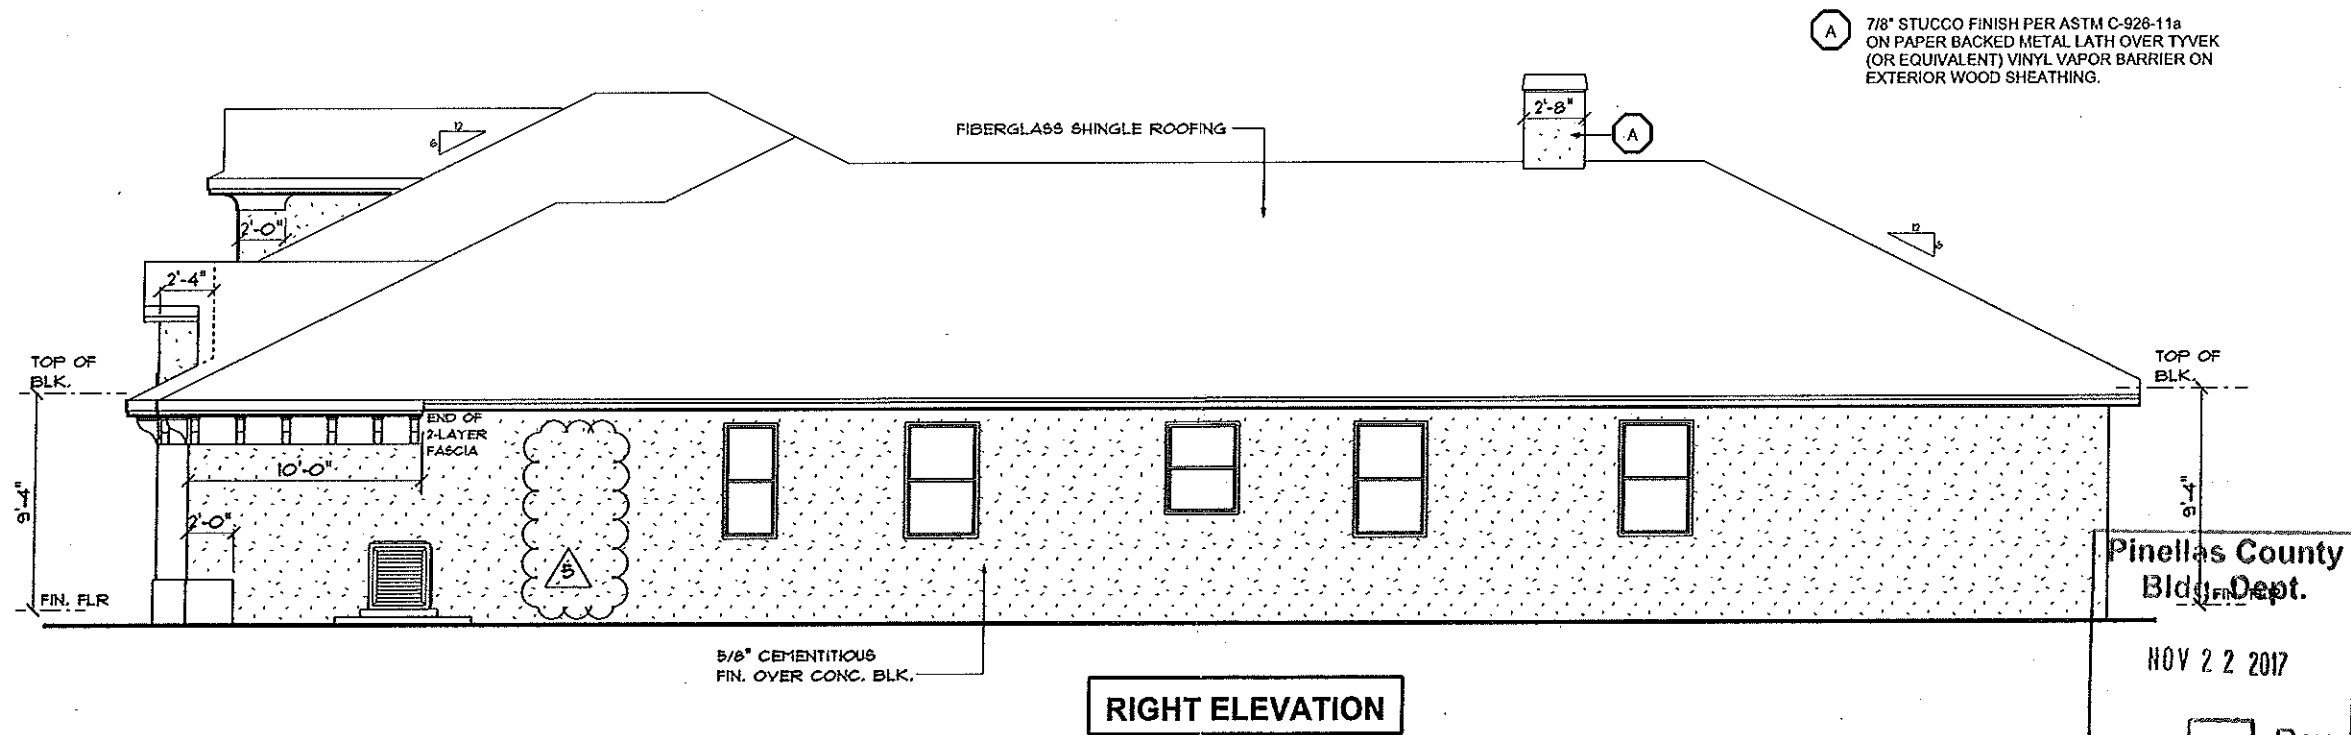 A
7/8" STUCCO FINISH PER ASTM C-926-11a
ON PAPER BACKED METAL LATH OVER TYVEK
(OR EQUIVALENT) VINYL VAPOR BARRIER ON
EXTERIOR WOOD SHEATHING.
2'-8"
A
FIBERGLASS SHINGLE ROOFING
12
6
2'-0"
12
2'-4"
TOP OF
BLK.
TOP OF
BLK.
END OF
2-LAYER
FASCIA
10'-0"
9'-4"
9'-4"
2'-0"
5
FIN. FLR
Pinellas County
Bldg. Dept.
5/8" CEMENTITIOUS
FIN. OVER CONC. BLK.
NOV 22 2017
RIGHT ELEVATION